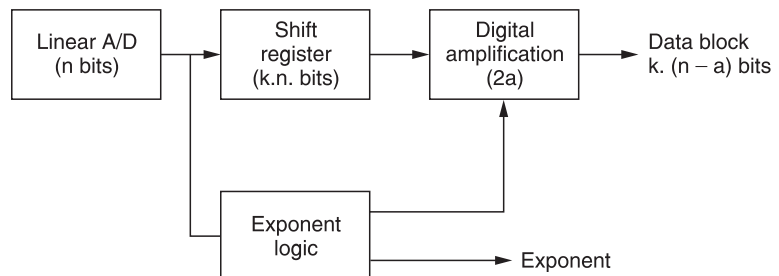 Linear A/D
(n bits)
Shift
register
(k.n. bits)
Digital
amplification
(2a)
Data block
k. (n – a) bits
Exponent
logic
Exponent